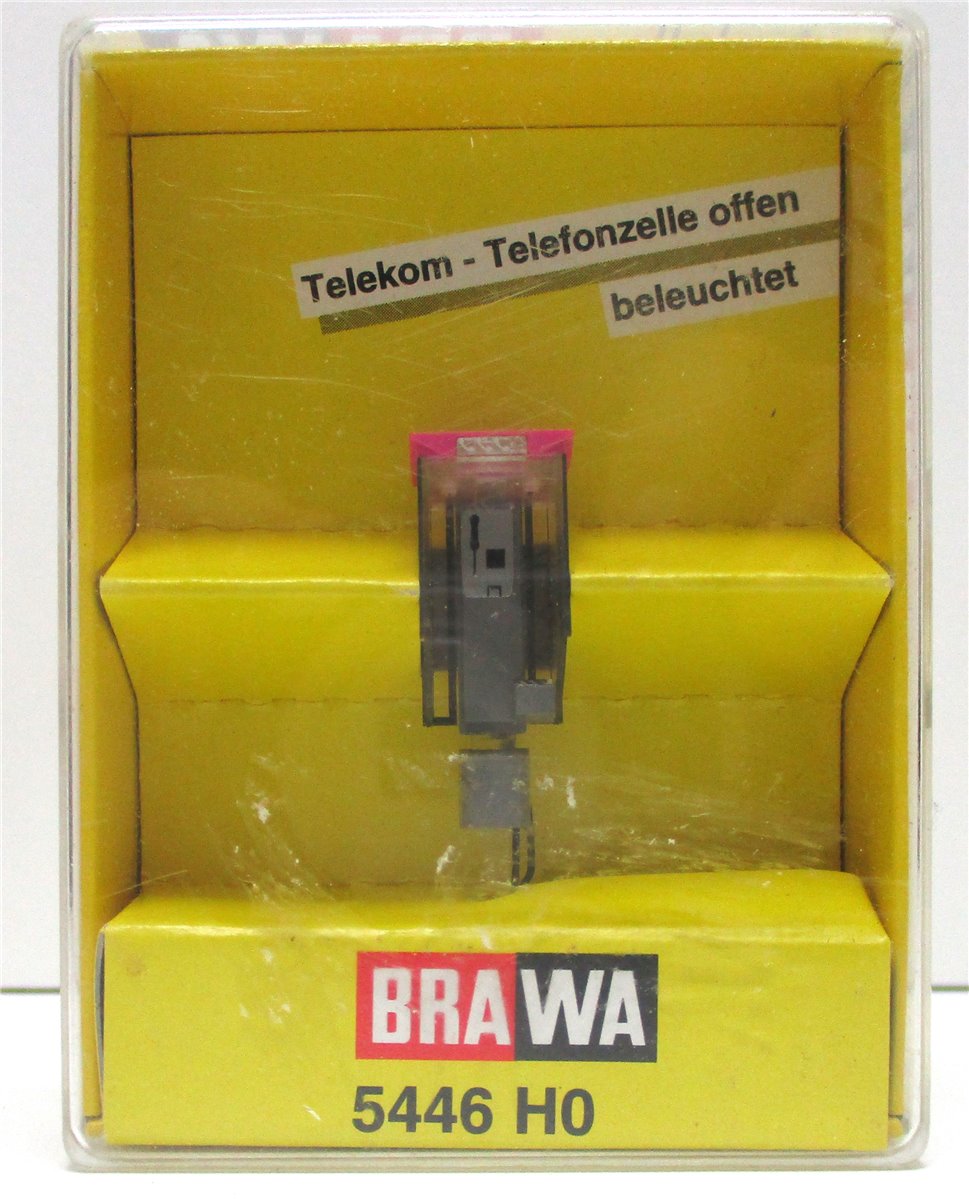 Telekom - Telefonzelle offen
beleuchtet
BRAWA
5446 H0